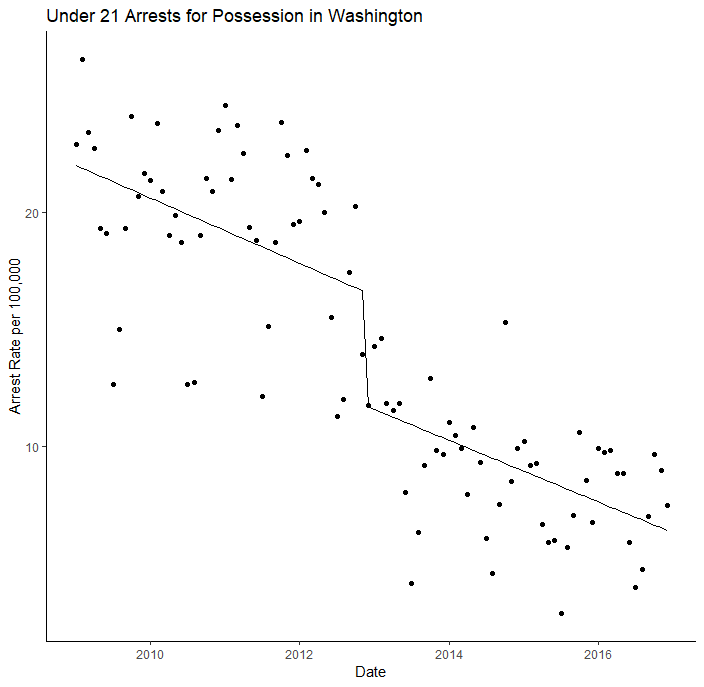 Under 21 Arrests for Possession in Washington
Arrest Rate per 100,000
20
10
2010 2012 2014 2016
Date